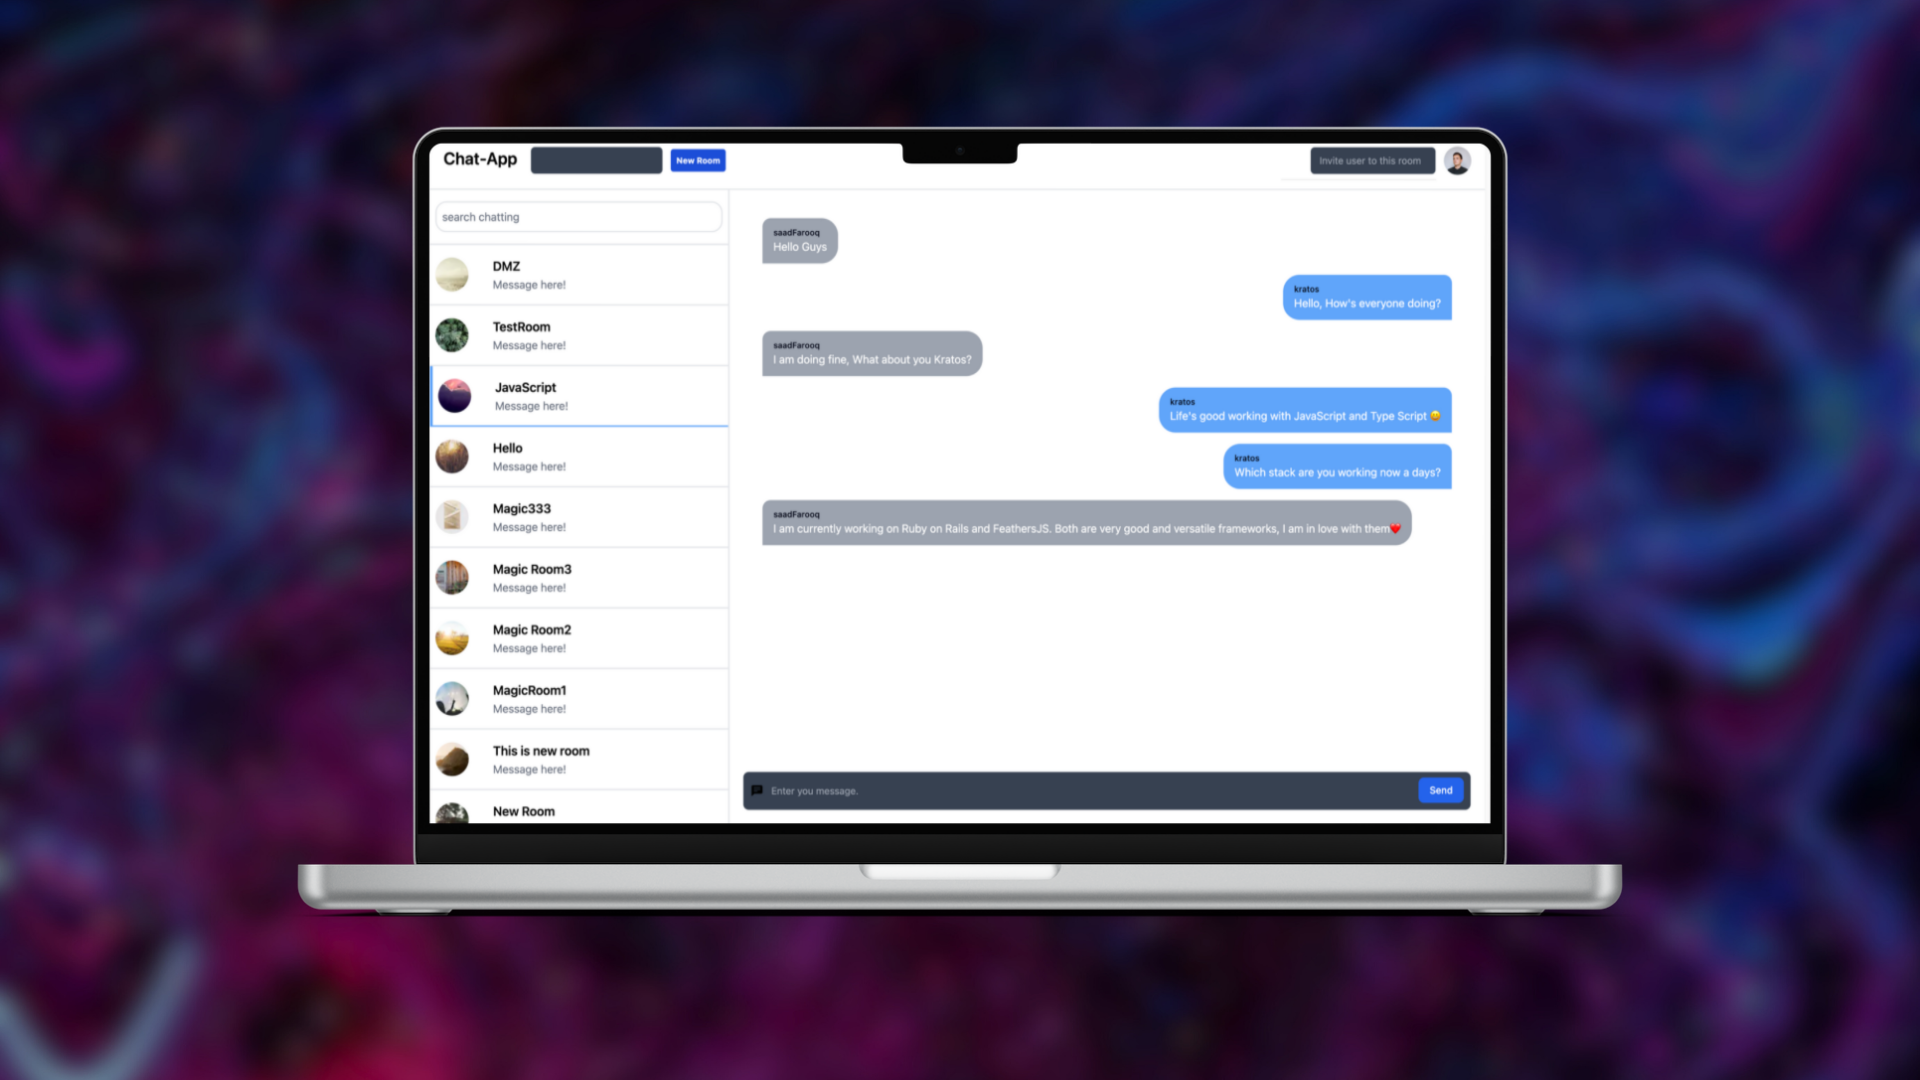 Chat-App
New Room
Invite user to this room
search chatting
DMZ
Message here!
TestRoom
Message here!
JavaScript
Message here!
Hello
Message here!
Magic333
Message here!
Magic Room3
Message here!
Magic Room2
Message here!
MagicRoom1
Message here!
This is new room
Message here!
New Room
saadFarooq
Hello Guys
kratos
Hello, How's everyone doing?
saadFarooq
I am doing fine, What about you Kratos?
kratos
Life's good working with JavaScript and Type Script 😀
kratos
Which stack are you working now a days?
saadFarooq
I am currently working on Ruby on Rails and FeathersJS. Both are very good and versatile frameworks, I am in love with them❤️
Enter you message.
Send